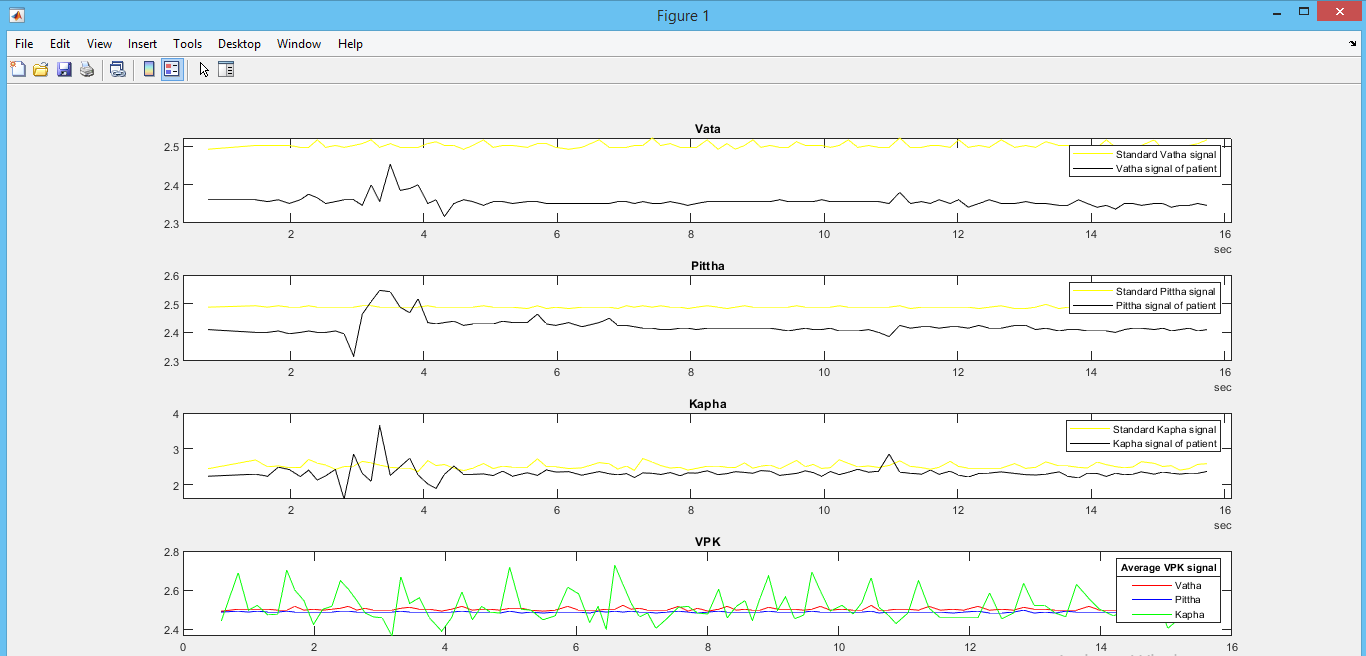 Figure 1
File Edit View Insert Tools Desktop Window Help
Vata
2.5
2.4
2.3
Standard Vatha signal
Vatha signal of patient
2 4 6 8 10 12 14 16
sec
Pittha
2.6
2.5
2.4
2.3
Standard Pittha signal
Pittha signal of patient
2 4 6 8 10 12 14 16
sec
Kapha
4
3
2
Standard Kapha signal
Kapha signal of patient
2 4 6 8 10 12 14 16
sec
VPK
2.8
2.6
2.4
Average VPK signal
Vatha
Pittha
Kapha
0 2 4 6 8 10 12 14 16